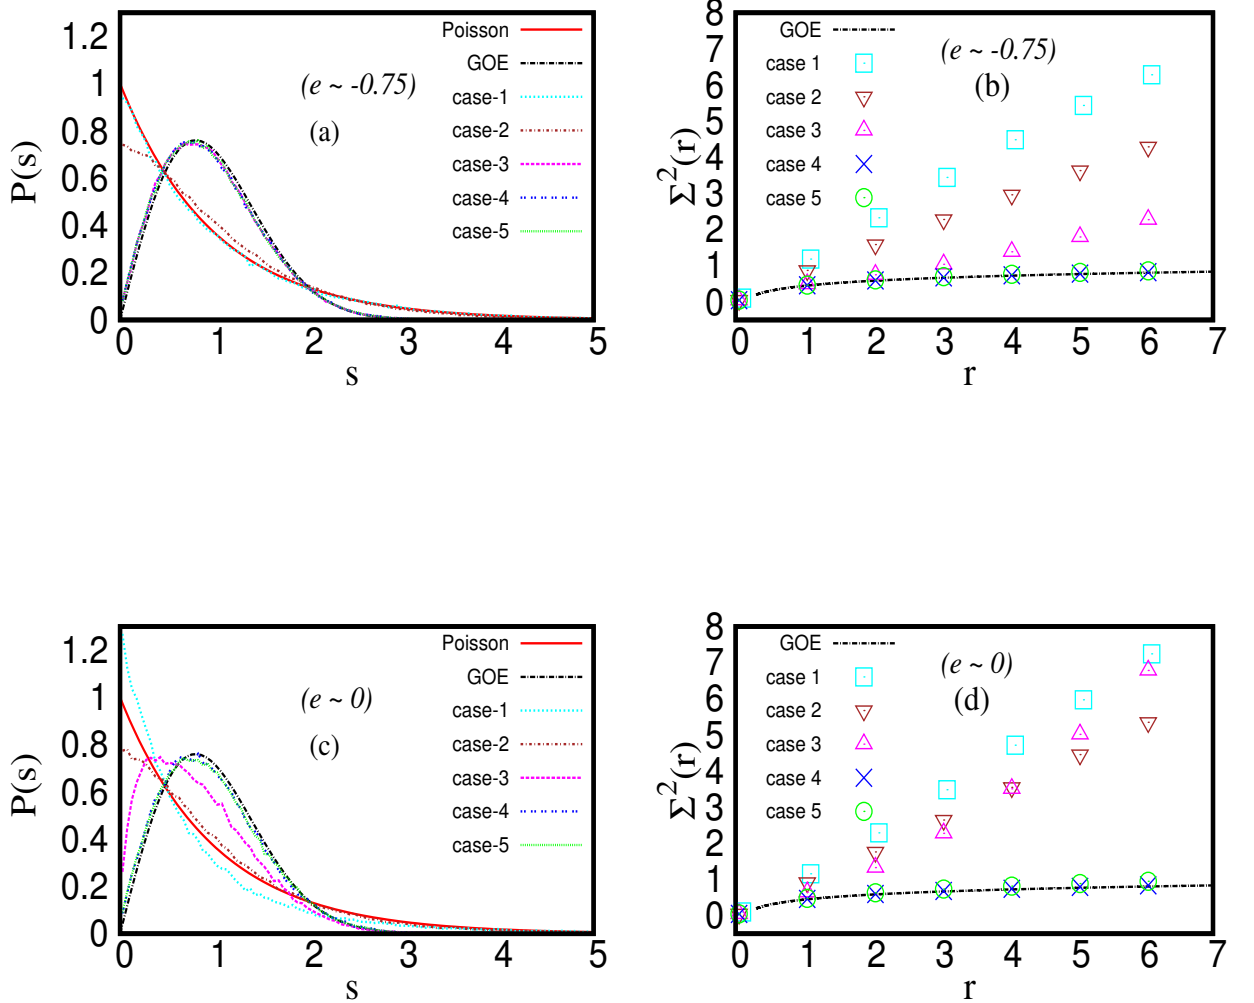 P(s)
1.2
1
0.8
0.6
0.4
0.2
0
0 1 2 3 4 5
s
Poisson
GOE
case-1
case-2
case-3
case-4
case-5
(e ~ -0.75)
(a)
Σ²(r)
8
7
6
5
4
3
2
1
0
0 1 2 3 4 5 6 7
r
GOE
case 1
case 2
case 3
case 4
case 5
(e ~ -0.75)
(b)
P(s)
1.2
1
0.8
0.6
0.4
0.2
0
0 1 2 3 4 5
s
Poisson
GOE
case-1
case-2
case-3
case-4
case-5
(e ~ 0)
(c)
Σ²(r)
8
7
6
5
4
3
2
1
0
0 1 2 3 4 5 6 7
r
GOE
case 1
case 2
case 3
case 4
case 5
(e ~ 0)
(d)